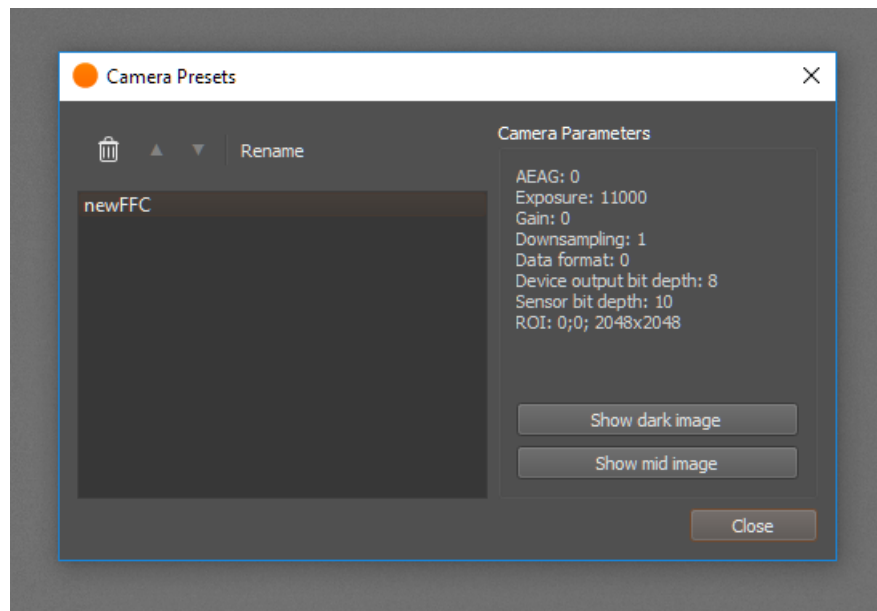 Camera Presets
Rename
newFFC
Camera Parameters
AEAG: 0
Exposure: 11000
Gain: 0
Downsampling: 1
Data format: 0
Device output bit depth: 8
Sensor bit depth: 10
ROI: 0;0; 2048x2048
Show dark image
Show mid image
Close